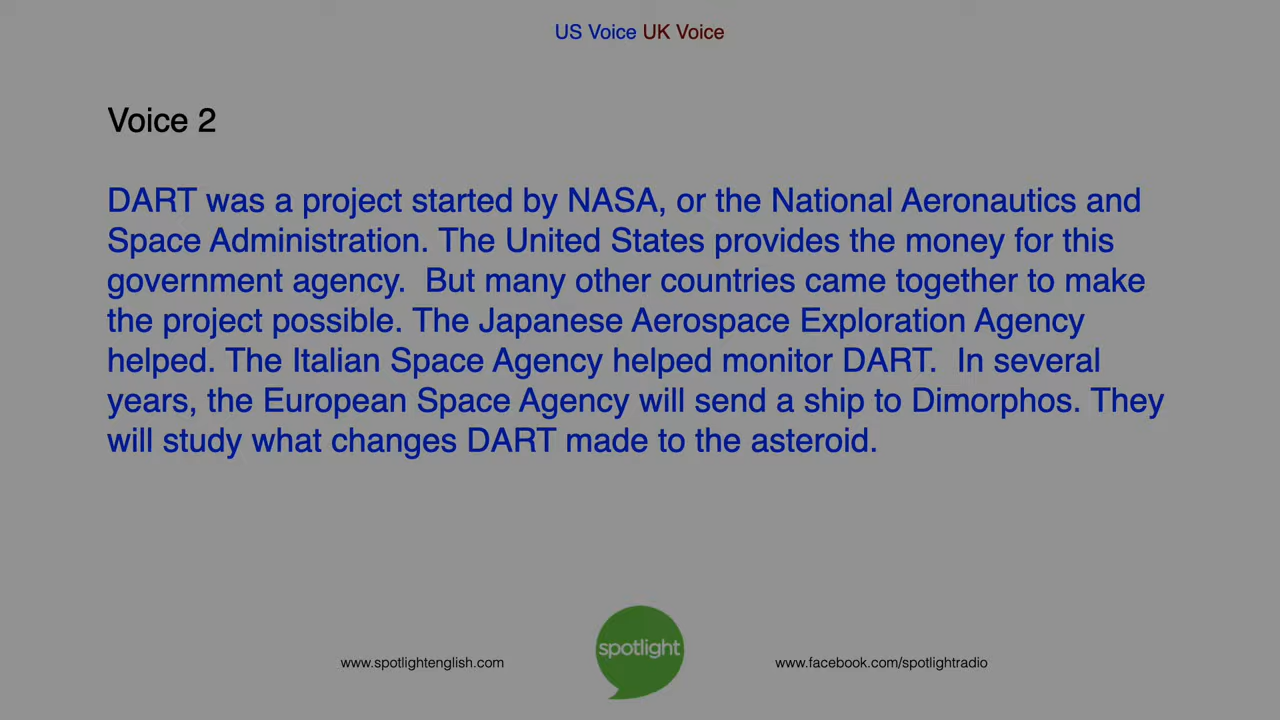 US Voice UK Voice
Voice 2
DART was a project started by NASA, or the National Aeronautics and
Space Administration. The United States provides the money for this
government agency.  But many other countries came together to make
the project possible. The Japanese Aerospace Exploration Agency
helped. The Italian Space Agency helped monitor DART.  In several
years, the European Space Agency will send a ship to Dimorphos. They
will study what changes DART made to the asteroid.
www.spotlightenglish.com
spotlight
www.facebook.com/spotlightradio